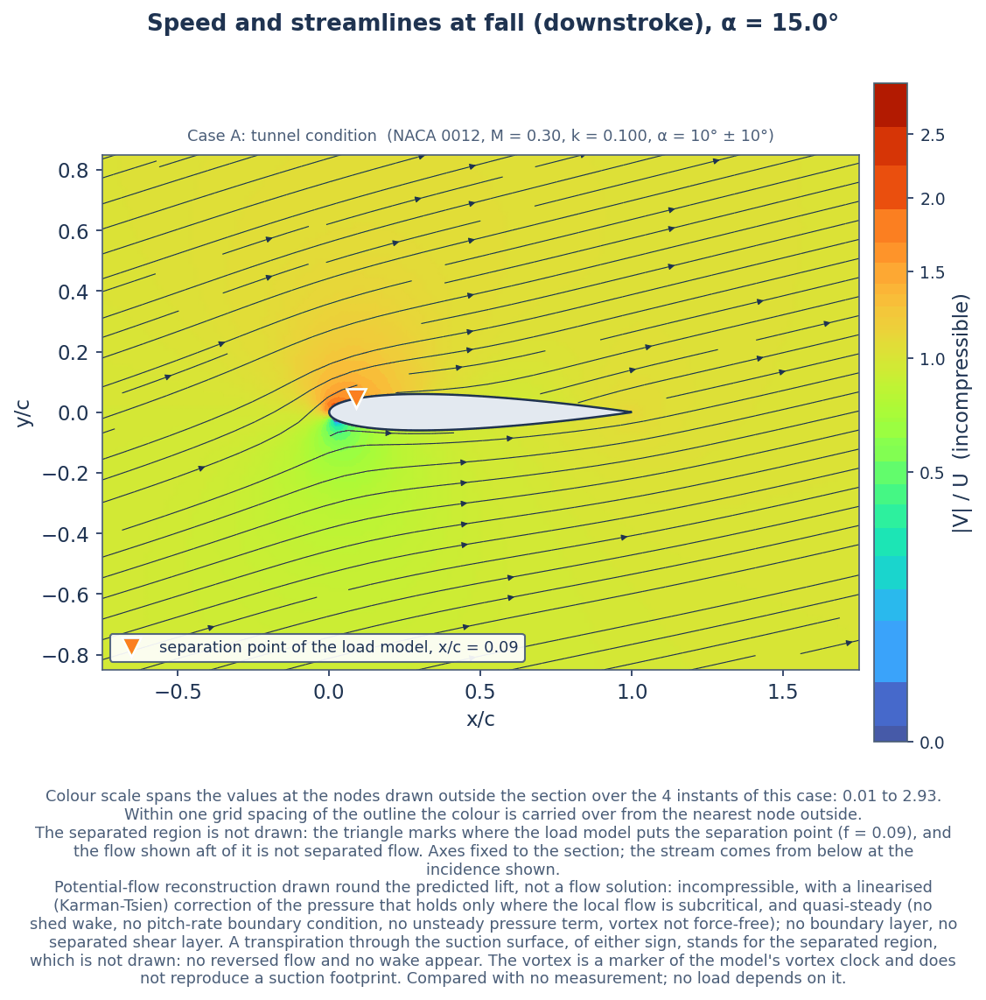 Speed and streamlines at fall (downstroke), α = 15.0°
Case A: tunnel condition  (NACA 0012, M = 0.30, k = 0.100, α = 10° ± 10°)
0.8
0.6
0.4
0.2
0.0
−0.2
−0.4
−0.6
−0.8
y/c
separation point of the load model, x/c = 0.09
−0.5
0.0
0.5
1.0
1.5
x/c
2.5
2.0
1.5
1.0
0.5
0.0
|V| / U  (incompressible)
Colour scale spans the values at the nodes drawn outside the section over the 4 instants of this case: 0.01 to 2.93.
Within one grid spacing of the outline the colour is carried over from the nearest node outside.
The separated region is not drawn: the triangle marks where the load model puts the separation point (f = 0.09), and
the flow shown aft of it is not separated flow. Axes fixed to the section; the stream comes from below at the
incidence shown.
Potential-flow reconstruction drawn round the predicted lift, not a flow solution: incompressible, with a linearised
(Karman-Tsien) correction of the pressure that holds only where the local flow is subcritical, and quasi-steady (no
shed wake, no pitch-rate boundary condition, no unsteady pressure term, vortex not force-free); no boundary layer, no
separated shear layer. A transpiration through the suction surface, of either sign, stands for the separated region,
which is not drawn: no reversed flow and no wake appear. The vortex is a marker of the model's vortex clock and does
not reproduce a suction footprint. Compared with no measurement; no load depends on it.